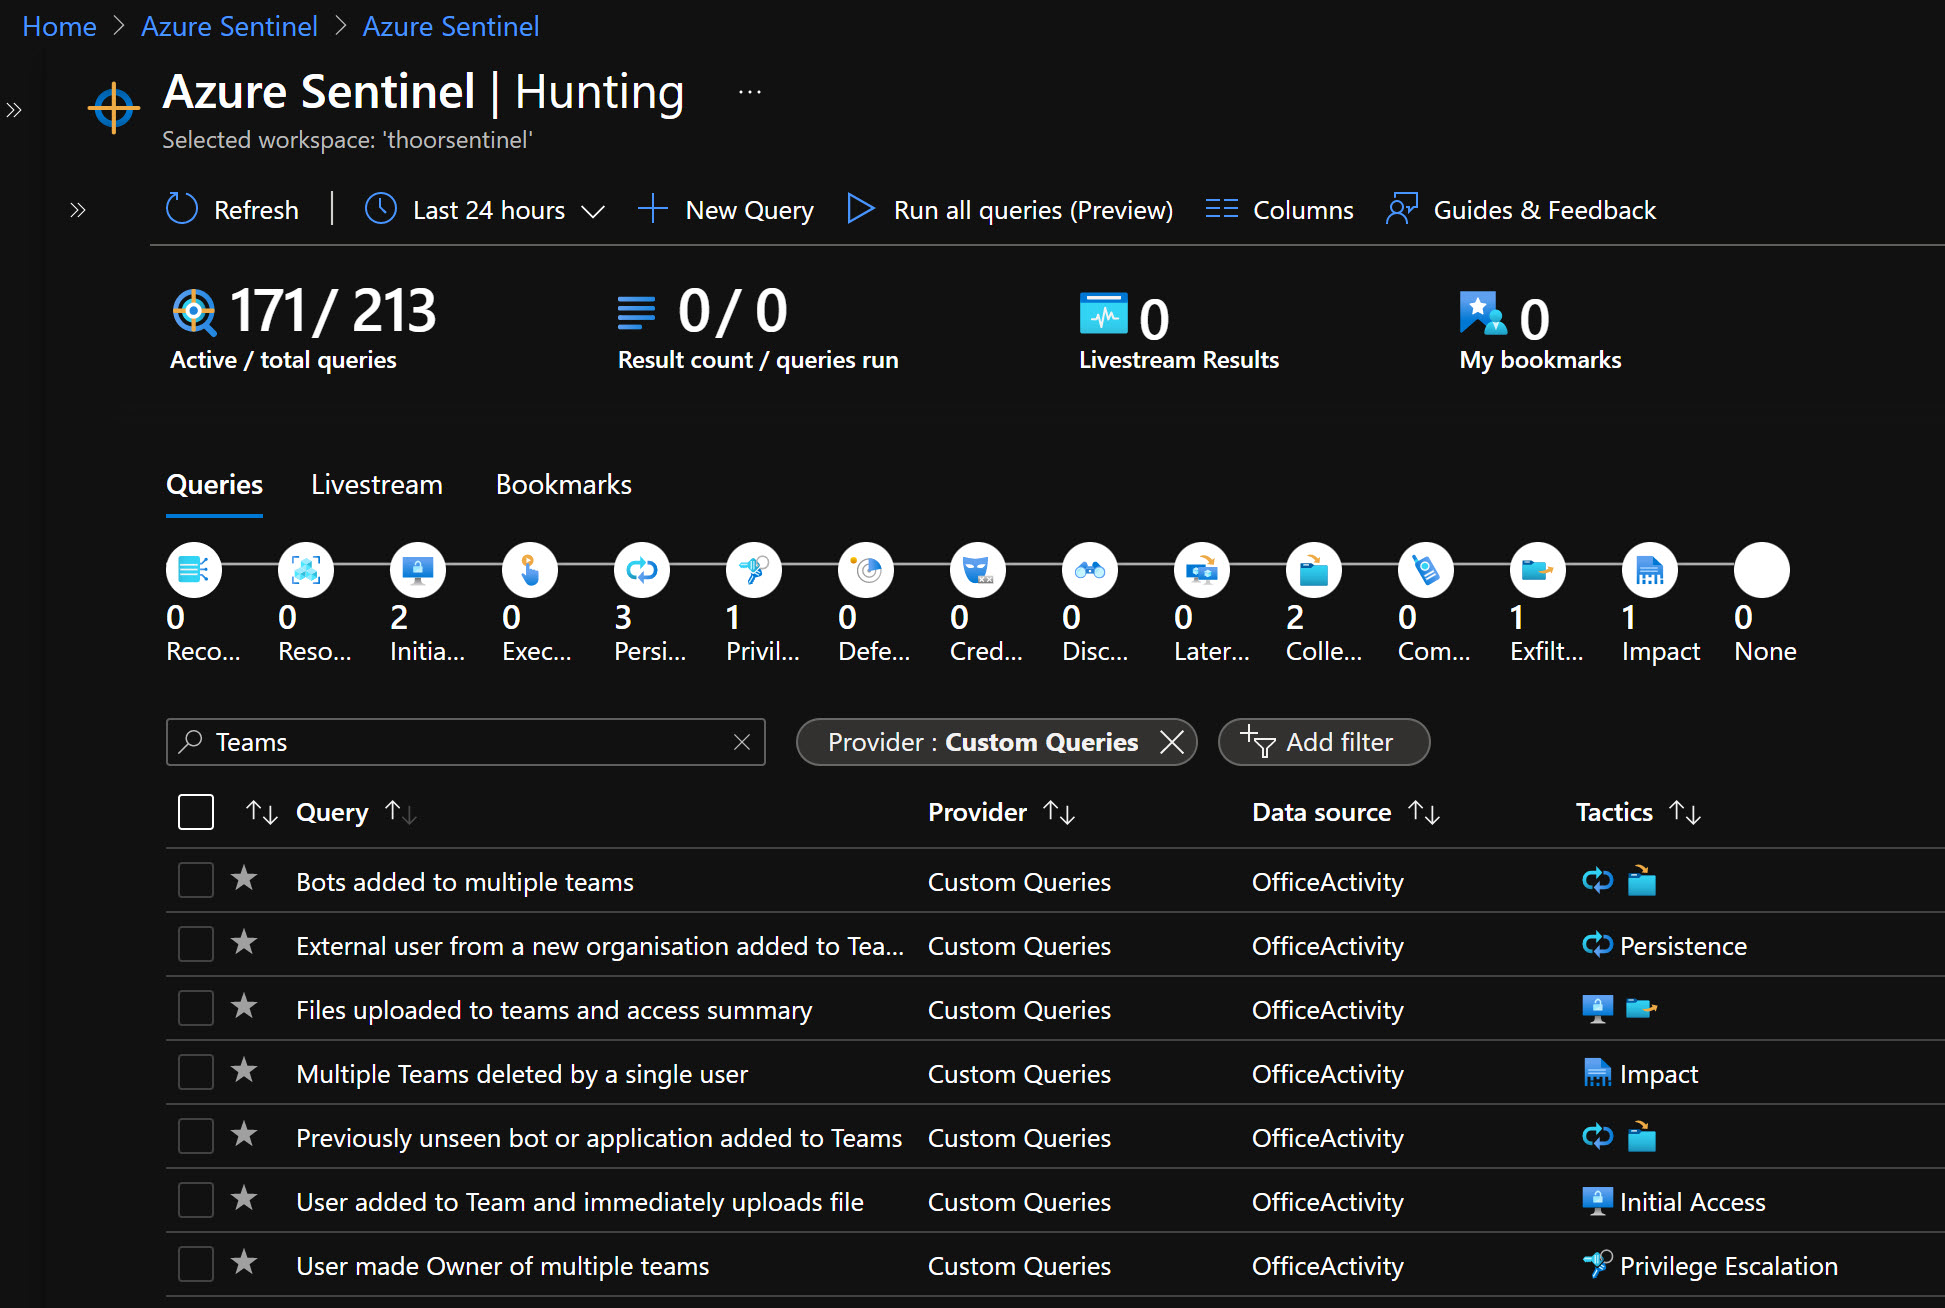 Home > Azure Sentinel > Azure Sentinel
Azure Sentinel | Hunting ...
Selected workspace: 'thoorsentinel'
Refresh | Last 24 hours New Query Run all queries (Preview) Columns Guides & Feedback
171 / 213 0 / 0 0 0
Active / total queries Result count / queries run Livestream Results My bookmarks
Queries Livestream Bookmarks
0 0 2 0 3 1 0 0 0 0 2 0 1 1 0
Reco... Reso... Initia... Exec... Persi... Privil... Defe... Cred... Disc... Later... Colle... Com... Exfilt... Impact None
Teams Provider : Custom Queries Add filter
Query Provider Data source Tactics
Bots added to multiple teams Custom Queries OfficeActivity
External user from a new organisation added to Tea... Custom Queries OfficeActivity Persistence
Files uploaded to teams and access summary Custom Queries OfficeActivity
Multiple Teams deleted by a single user Custom Queries OfficeActivity Impact
Previously unseen bot or application added to Teams Custom Queries OfficeActivity
User added to Team and immediately uploads file Custom Queries OfficeActivity Initial Access
User made Owner of multiple teams Custom Queries OfficeActivity Privilege Escalation